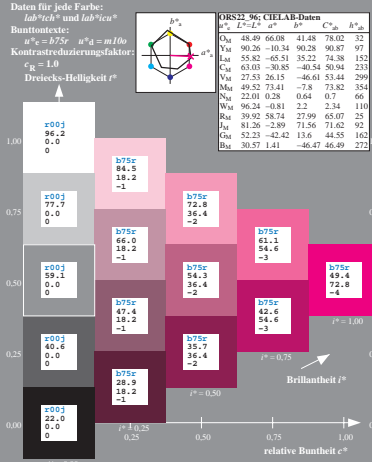 Daten für jede Farbe:
lab*tch* und lab*icu*
Bunttexte:
u*e = b75r u*d = m10o
Kontrastreduzierungsfaktor:
cR = 1.0
Dreiecks-Helligkeit t*
b*a
a*a
ORS22_96; CIELAB-Daten
u*e L*=L*a a*a b*a C*ab h*ab
OM 48.49 66.08 41.48 78.02 32
YM 90.26 -10.34 90.28 90.87 97
LM 55.82 -65.51 35.22 74.38 152
CM 63.03 -30.85 -40.54 50.94 233
VM 27.53 26.15 -46.61 53.44 299
MM 49.52 73.41 -7.8 73.82 354
NM 22.01 0.28 0.64 0.7 66
WM 96.24 -0.81 2.2 2.34 110
RM 39.92 58.74 27.99 65.07 25
JM 81.26 -2.89 71.56 71.62 92
GM 52.23 -42.42 13.6 44.55 162
BM 30.57 1.41 -46.47 46.49 272
1,00
r00j
96.2
0.0
0
b75r
84.5
18.2
-1
0,75
r00j
77.7
0.0
0
b75r
72.8
36.4
-2
b75r
66.0
18.2
-1
b75r
61.1
54.6
-3
0,50
r00j
59.1
0.0
0
b75r
54.3
36.4
-2
b75r
49.4
72.8
-4
b75r
47.4
18.2
-1
b75r
42.6
54.6
-3
i* = 1,00
0,25
r00j
40.6
0.0
0
b75r
35.7
36.4
-2
i* = 0,75
b75r
28.9
18.2
-1
Brillantheit i*
i* = 0,50
0,00
r00j
22.0
0.0
0
i* = 0,25
0,25
0,50
0,75
1,00
relative Buntheit c*